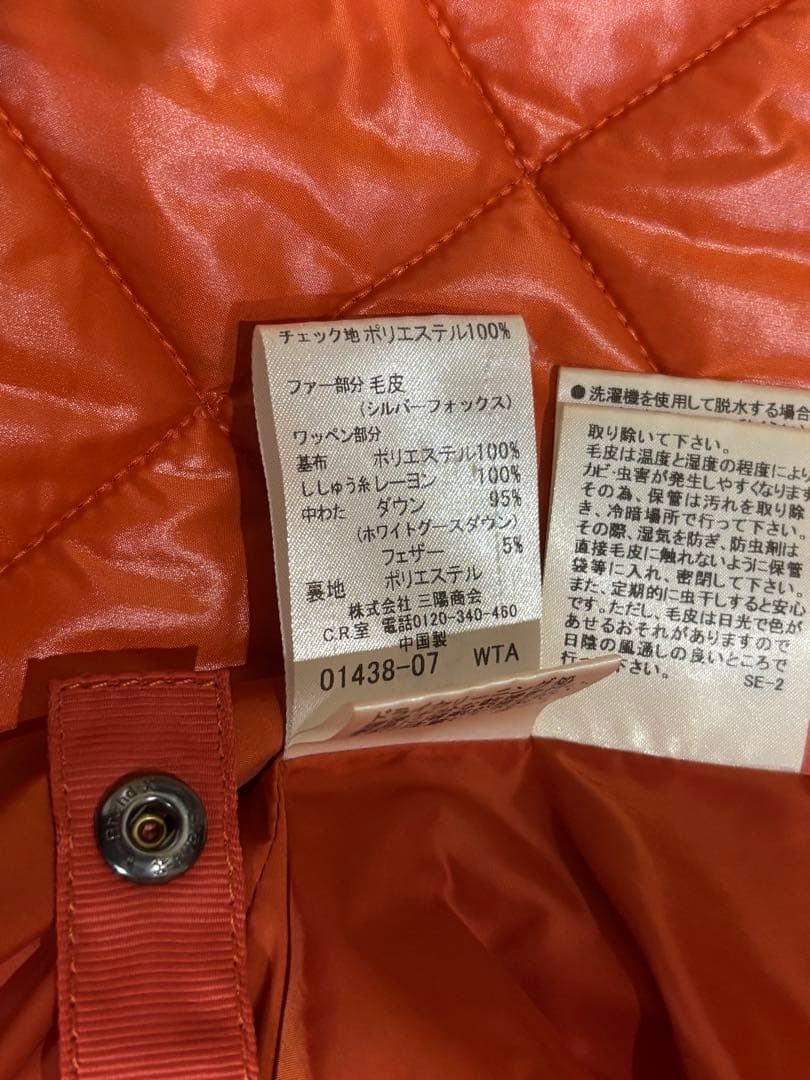 チェック地 ポリエステル100%
ファー部分 毛皮
(シルバーフォックス)
ワッペン部分
基布 ポリエステル100%
ししゅう糸 レーヨン 100%
中わた ダウン 95%
(ホワイトグースダウン)
フェザー 5%
裏地 ポリエステル
株式会社 三陽商会
C.R.室 電話0120-340-460
中国製
01438-07 WTA
●洗濯機を使用して脱水する場合
取り除いて下さい。
毛皮は温度と湿度の程度により
カビ・虫害が発生しやすくなります
その為、保管は汚れを取り除
き、冷暗場所で行って下さい。
その際、湿気を防ぎ、防虫剤は
直接毛皮に触れないように保管
袋等に入れ、密閉して下さい。
また、定期的に虫干しすると安心
です。ただし、毛皮は日光で色が
あせるおそれがありますので
日陰の風通しの良いところで
行って下さい。
SE-2